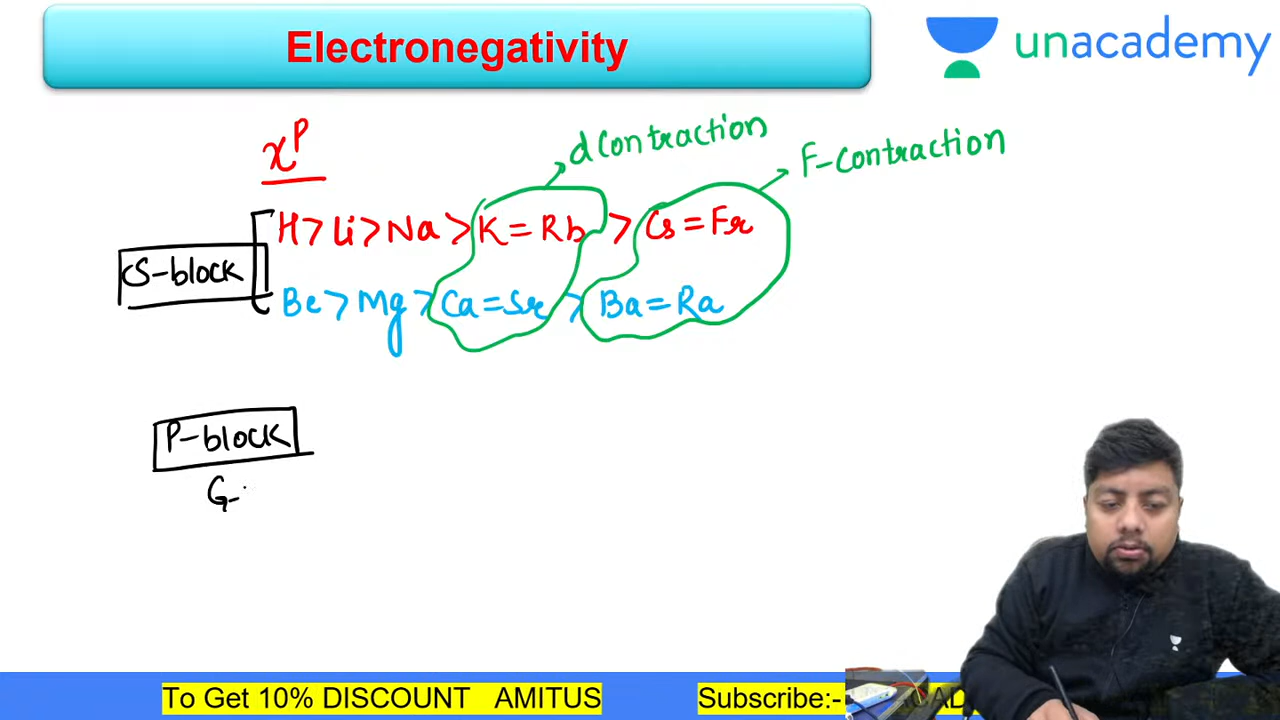 Electronegativity
unacademy
xᴾ
d contraction
F-contraction
H > Li > Na > K = Rb > Cs = Fr
S-block
Be > Mg > Ca = Sr > Ba = Ra
P-block
G-
To Get 10% DISCOUNT AMITUS
Subscribe:-